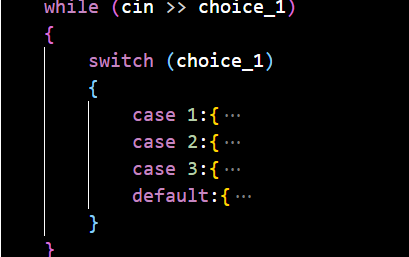 while (cin >> choice_1)
{
switch (choice_1)
{
case 1:{⋯
case 2:{⋯
case 3:{⋯
default:{⋯
}
}